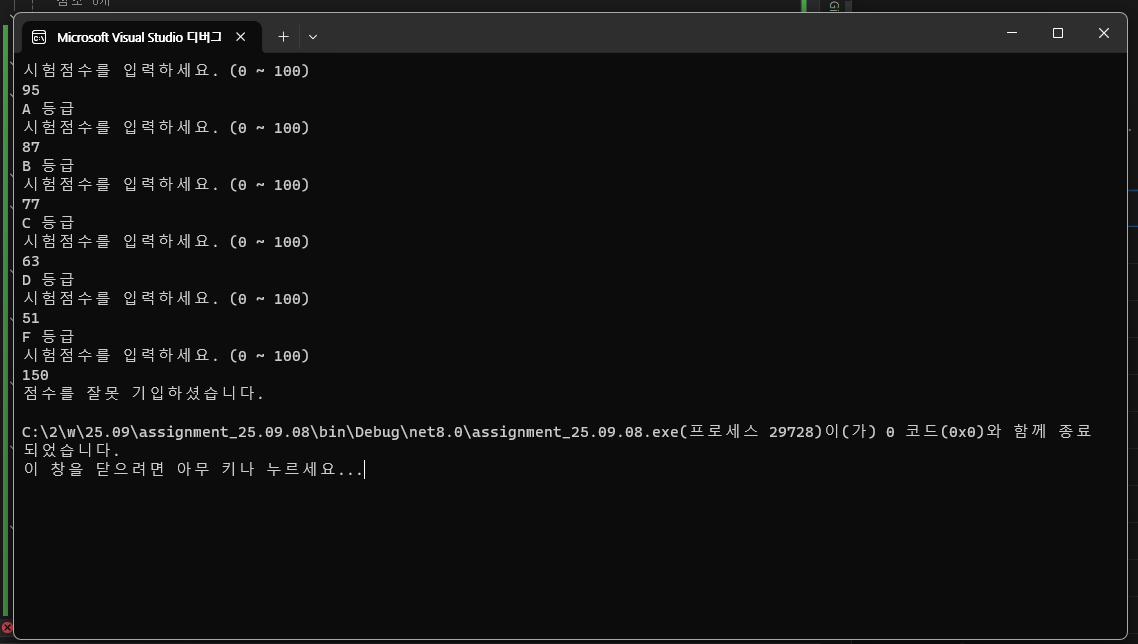 Microsoft Visual Studio 디버그
시험점수를 입력하세요. (0 ~ 100)
95
A 등급
시험점수를 입력하세요. (0 ~ 100)
87
B 등급
시험점수를 입력하세요. (0 ~ 100)
77
C 등급
시험점수를 입력하세요. (0 ~ 100)
63
D 등급
시험점수를 입력하세요. (0 ~ 100)
51
F 등급
시험점수를 입력하세요. (0 ~ 100)
150
점수를 잘못 기입하셨습니다.
C:\2\w\25.09\assignment_25.09.08\bin\Debug\net8.0\assignment_25.09.08.exe(프로세스 29728)이(가) 0 코드(0x0)와 함께 종료
되었습니다.
이 창을 닫으려면 아무 키나 누르세요...